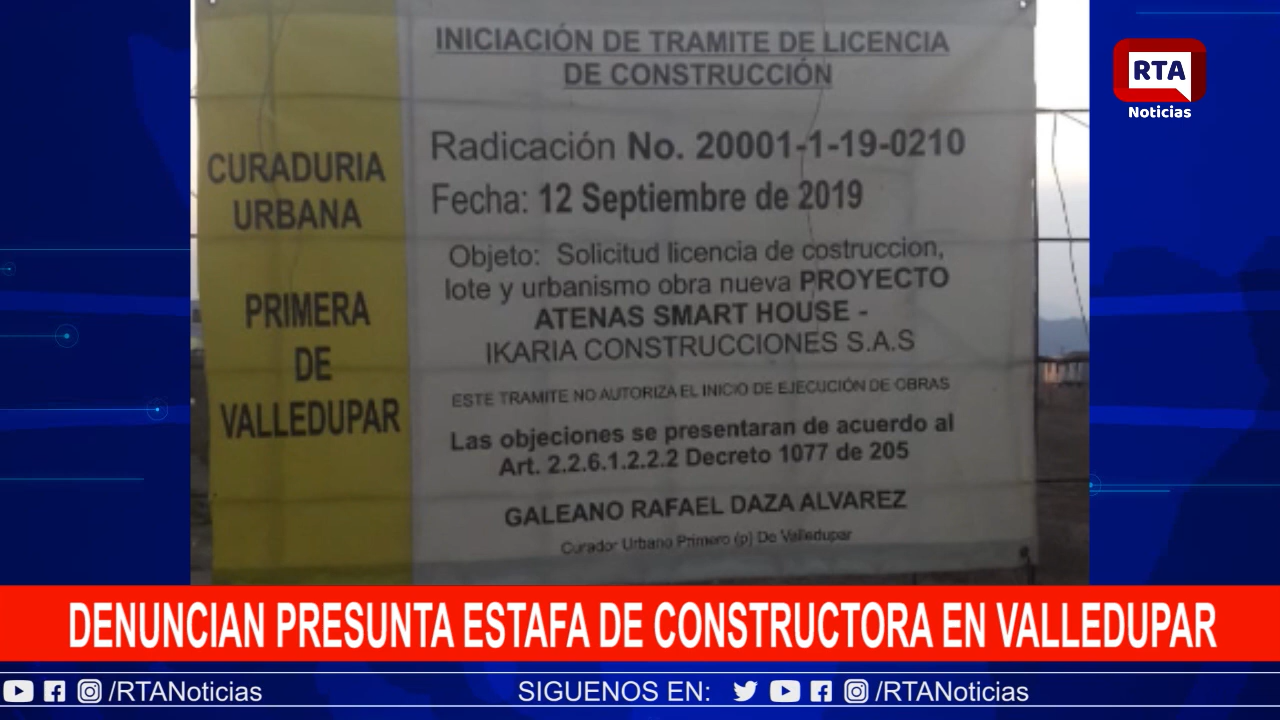 INICIACIÓN DE TRAMITE DE LICENCIA
DE CONSTRUCCIÓN
Radicación No. 20001-1-19-0210
Fecha: 12 Septiembre de 2019
Objeto: Solicitud licencia de costruccion,
lote y urbanismo obra nueva PROYECTO
ATENAS SMART HOUSE -
IKARIA CONSTRUCCIONES S.A.S
ESTE TRAMITE NO AUTORIZA EL INICIO DE EJECUCIÓN DE OBRAS
Las objeciones se presentaran de acuerdo al
Art. 2.2.6.1.2.2.2 Decreto 1077 de 205
GALEANO RAFAEL DAZA ALVAREZ
Curador Urbano Primero (p) De Valledupar
CURADURIA
URBANA
PRIMERA
DE
VALLEDUPAR
RTA
Noticias
DENUNCIAN PRESUNTA ESTAFA DE CONSTRUCTORA EN VALLEDUPAR
/RTANoticias
SIGUENOS EN: /RTANoticias